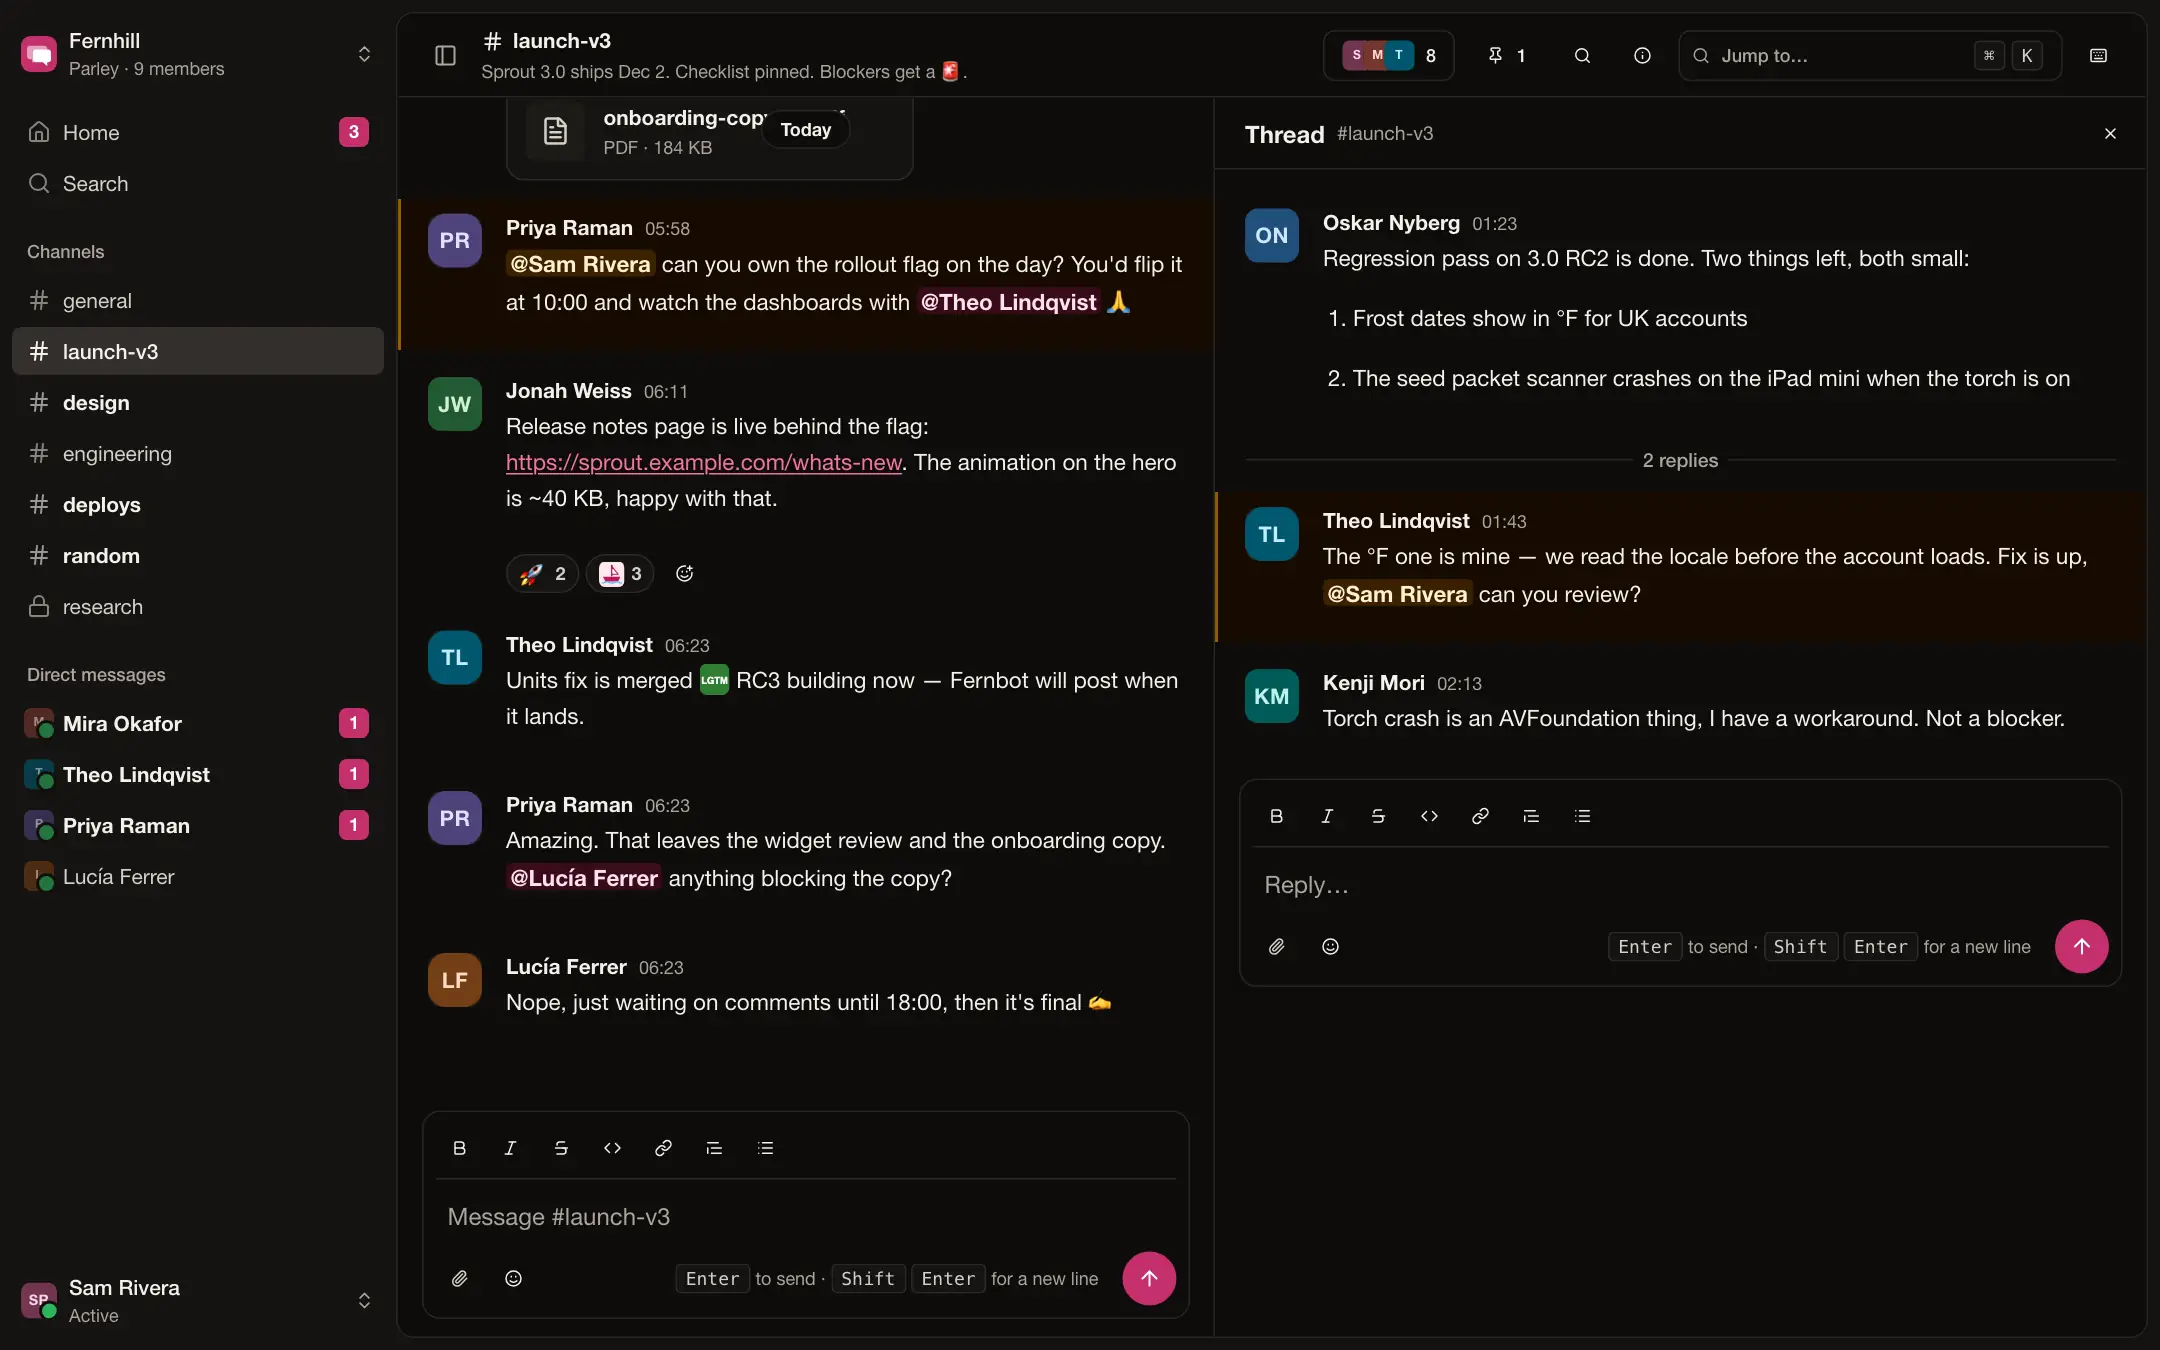 Fernhill
Parley · 9 members
Home 3
Search
Channels
general
launch-v3
design
engineering
deploys
random
research
Direct messages
M Mira Okafor 1
T Theo Lindqvist 1
P Priya Raman 1
L Lucía Ferrer
SR Sam Rivera
Active
# launch-v3
Sprout 3.0 ships Dec 2. Checklist pinned. Blockers get a 🚨.
S M T 8
1
Jump to… ⌘ K
onboarding-copy
PDF · 184 KB
Today
PR Priya Raman 05:58
@Sam Rivera can you own the rollout flag on the day? You'd flip it
at 10:00 and watch the dashboards with @Theo Lindqvist 🙏
JW Jonah Weiss 06:11
Release notes page is live behind the flag:
https://sprout.example.com/whats-new. The animation on the hero
is ~40 KB, happy with that.
🚀 2 3
TL Theo Lindqvist 06:23
Units fix is merged LGTM RC3 building now — Fernbot will post when
it lands.
PR Priya Raman 06:23
Amazing. That leaves the widget review and the onboarding copy.
@Lucía Ferrer anything blocking the copy?
LF Lucía Ferrer 06:23
Nope, just waiting on comments until 18:00, then it's final ✍️
B I S
Message #launch-v3
Enter to send · Shift Enter for a new line
Thread #launch-v3
ON Oskar Nyberg 01:23
Regression pass on 3.0 RC2 is done. Two things left, both small:
1. Frost dates show in °F for UK accounts
2. The seed packet scanner crashes on the iPad mini when the torch is on
2 replies
TL Theo Lindqvist 01:43
The °F one is mine — we read the locale before the account loads. Fix is up,
@Sam Rivera can you review?
KM Kenji Mori 02:13
Torch crash is an AVFoundation thing, I have a workaround. Not a blocker.
B I S
Reply…
Enter to send · Shift Enter for a new line